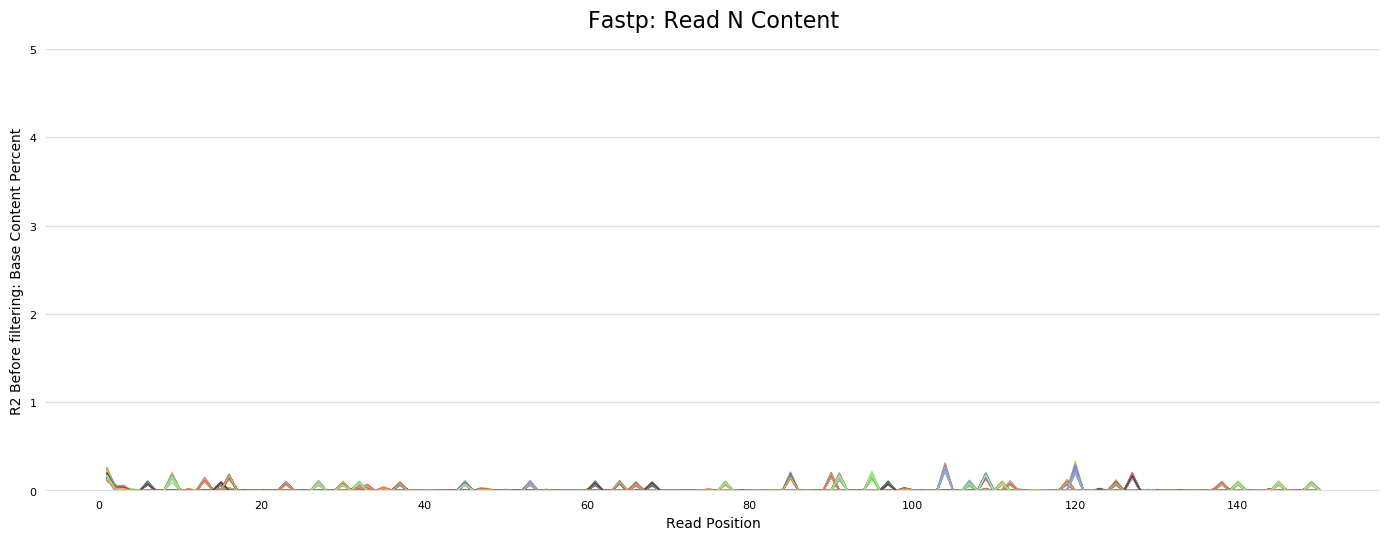 Fastp: Read N Content
R2 Before filtering: Base Content Percent
5
4
3
2
1
0
0 20 40 60 80 100 120 140
Read Position